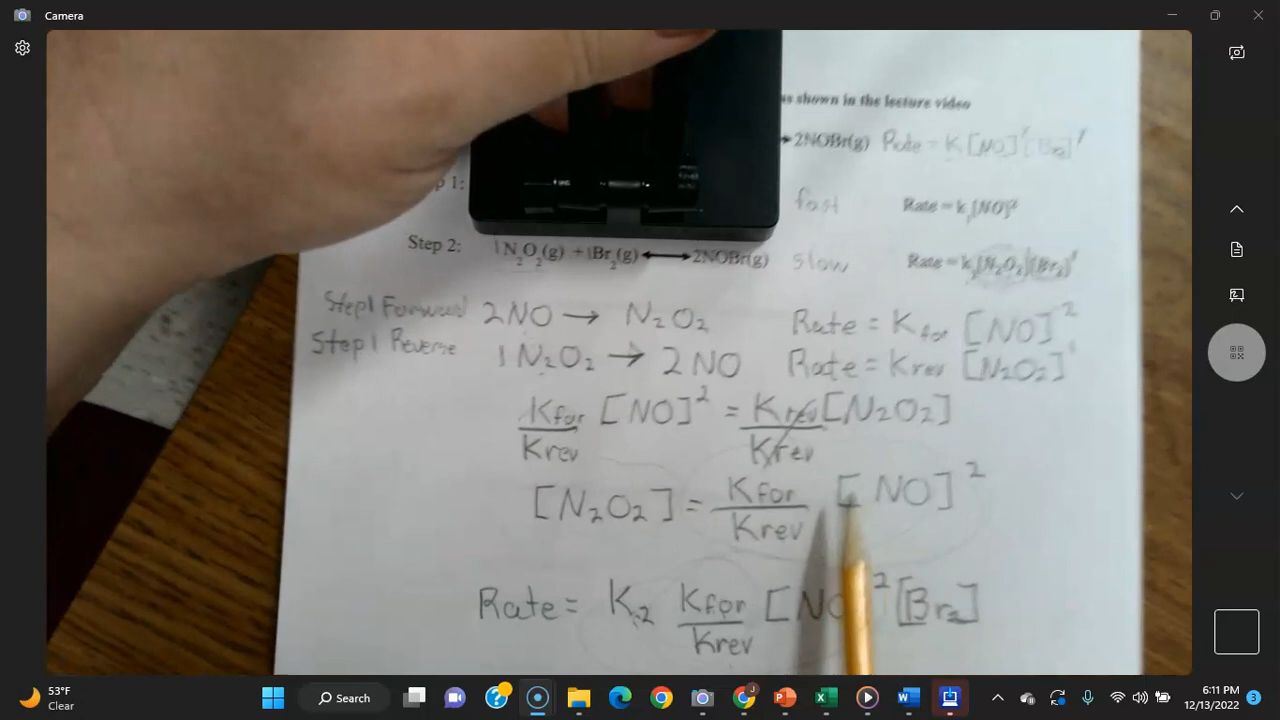 Camera
as shown in the lecture video
2NOBr(g) Rate = K [NO]¹ [Br₂]¹
p 1: fast Rate = k₁[NO]²
Step 2: 1N₂O₂(g) + 1Br₂(g) ⟷ 2NOBr(g) slow Rate = k₂[N₂O₂][Br₂]¹
Step 1 Forward 2NO → N₂O₂ Rate = Kfor [NO]²
Step 1 Reverse 1N₂O₂ → 2NO Rate = Krev [N₂O₂]¹
Kfor/Krev [NO]² = Krev/Krev [N₂O₂]
[N₂O₂] = Kfor/Krev [NO]²
Rate = K₂ Kfor/Krev [NO]² [Br₂]
53°F
Clear
Search
6:11 PM
12/13/2022
3